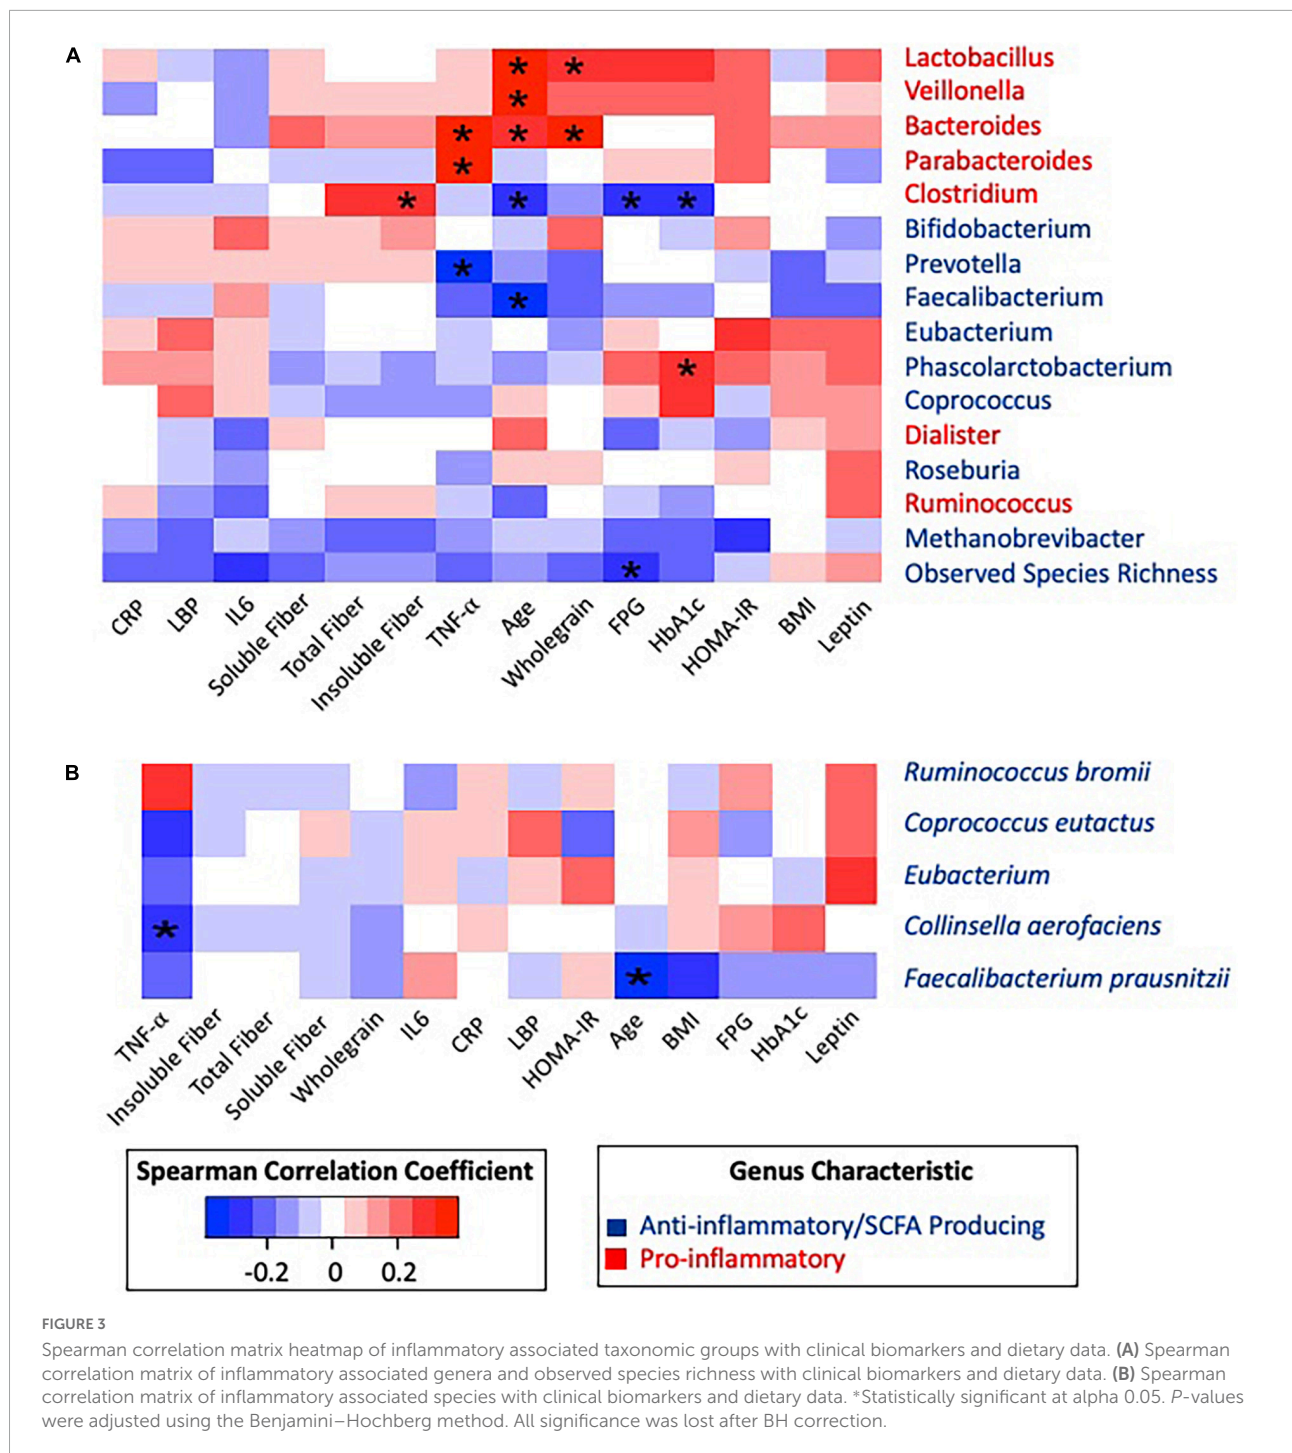 A
* * Lactobacillus
* Veillonella
* * * Bacteroides
* Parabacteroides
* * * * Clostridium
Bifidobacterium
* Prevotella
* Faecalibacterium
Eubacterium
* Phascolarctobacterium
Coprococcus
Dialister
Roseburia
Ruminococcus
Methanobrevibacter
* Observed Species Richness
CRP LBP IL6 Soluble Fiber Total Fiber Insoluble Fiber TNF-α Age Wholegrain FPG HbA1c HOMA-IR BMI Leptin
B
Ruminococcus bromii
Coprococcus eutactus
Eubacterium
* Collinsella aerofaciens
* Faecalibacterium prausnitzii
TNF-α Insoluble Fiber Total Fiber Soluble Fiber Wholegrain IL6 CRP LBP HOMA-IR Age BMI FPG HbA1c Leptin
Spearman Correlation Coefficient
-0.2 0 0.2
Genus Characteristic
Anti-inflammatory/SCFA Producing
Pro-inflammatory
FIGURE 3
Spearman correlation matrix heatmap of inflammatory associated taxonomic groups with clinical biomarkers and dietary data. (A) Spearman
correlation matrix of inflammatory associated genera and observed species richness with clinical biomarkers and dietary data. (B) Spearman
correlation matrix of inflammatory associated species with clinical biomarkers and dietary data. *Statistically significant at alpha 0.05. P-values
were adjusted using the Benjamini–Hochberg method. All significance was lost after BH correction.